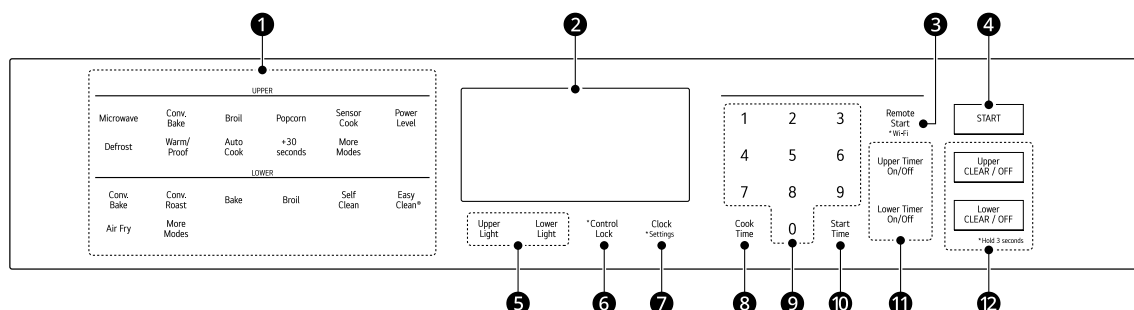 1 2 3 4
UPPER
Microwave Conv. Bake Broil Popcorn Sensor Cook Power Level
Defrost Warm/ Proof Auto Cook +30 seconds More Modes
LOWER
Conv. Bake Conv. Roast Bake Broil Self Clean Easy Clean®
Air Fry More Modes
Upper Light Lower Light *Control Lock Clock *Settings
1 2 3
4 5 6
7 8 9
Cook Time 0 Start Time
Remote Start *Wi-Fi
Upper Timer On/Off
Lower Timer On/Off
START
Upper CLEAR / OFF
Lower CLEAR / OFF
*Hold 3 seconds
5 6 7 8 9 10 11 12